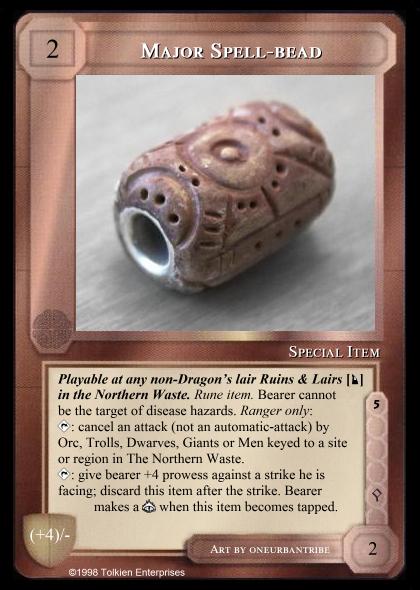 2
MAJOR SPELL-BEAD
SPECIAL ITEM
Playable at any non-Dragon's lair Ruins & Lairs [ ]
in the Northern Waste. Rune item. Bearer cannot
be the target of disease hazards. Ranger only:
: cancel an attack (not an automatic-attack) by
Orc, Trolls, Dwarves, Giants or Men keyed to a site
or region in The Northern Waste.
: give bearer +4 prowess against a strike he is
facing; discard this item after the strike. Bearer
makes a when this item becomes tapped.
5
(+4)/-
ART BY ONEURBANTRIBE
2
©1998 Tolkien Enterprises